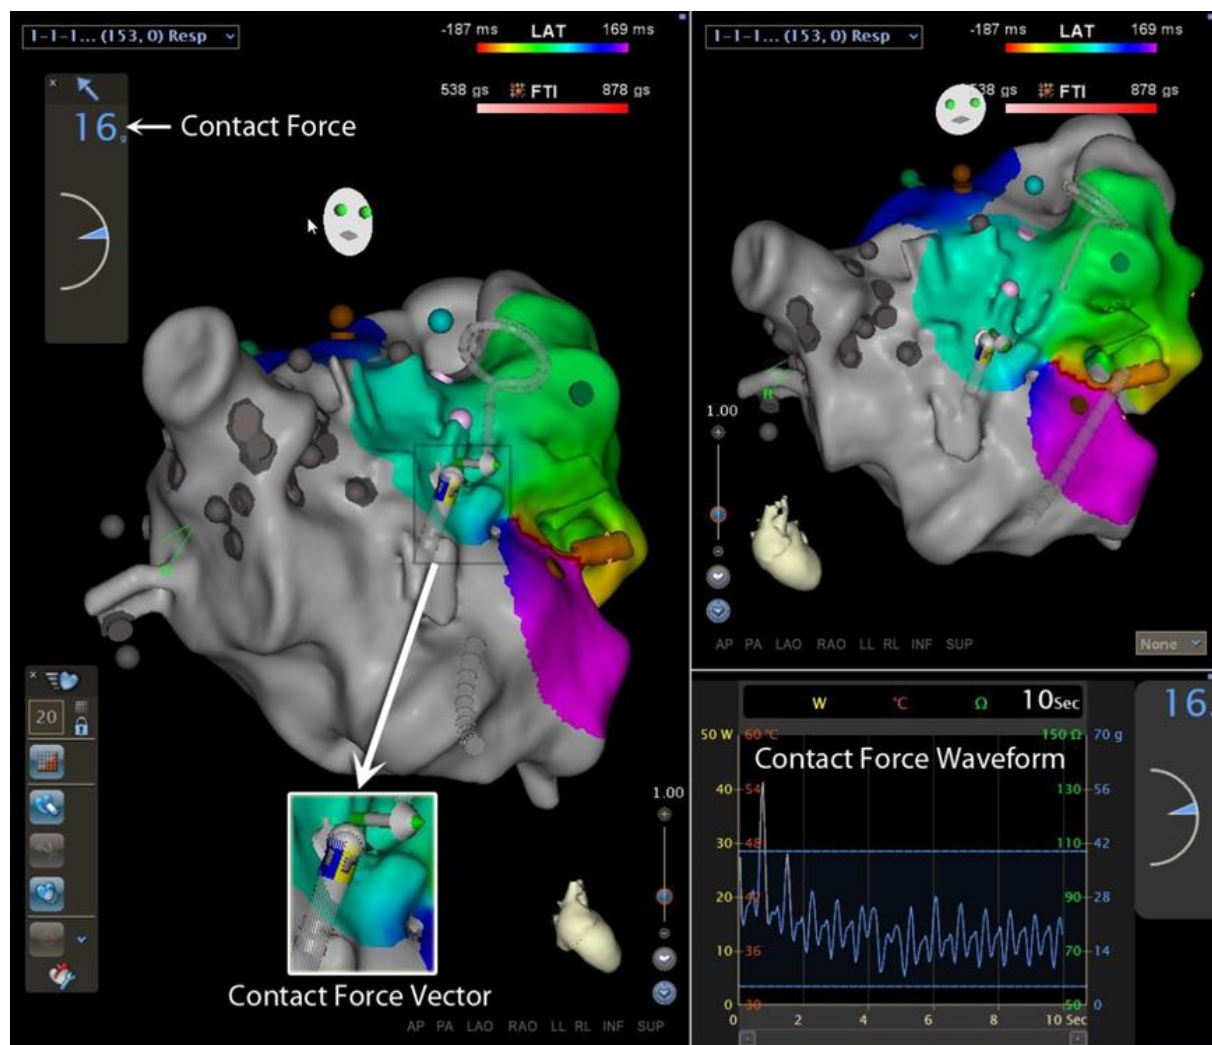 1-1-1... (153, 0) Resp
-187 ms LAT 169 ms
538 gs FTI 878 gs
16 g
Contact Force
20
1.00
Contact Force Vector
AP PA LAO RAO LL RL INF SUP
1-1-1... (153, 0) Resp
-187 ms LAT 169 ms
538 gs FTI 878 gs
1.00
AP PA LAO RAO LL RL INF SUP
None
W °C Ω 10Sec
16
50 W 60 °C 150 Ω 70 g
Contact Force Waveform
40 54 130 56
30 48 110 42
20 42 90 28
10 36 70 14
0 30 50 0
0 2 4 6 8 10 Sec